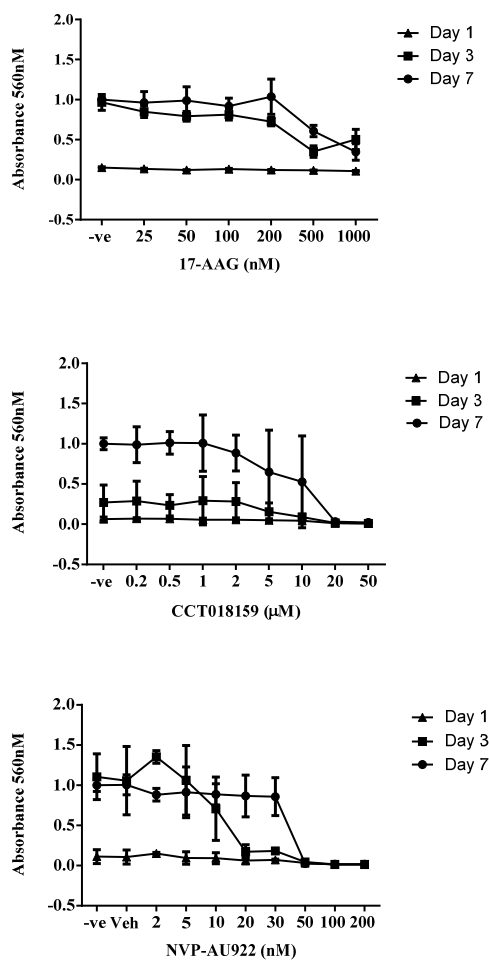 2.0
1.5
1.0
0.5
0.0
-0.5
Absorbance 560nM
-ve 25 50 100 200 500 1000
17-AAG (nM)
Day 1
Day 3
Day 7
2.0
1.5
1.0
0.5
0.0
-0.5
Absorbance 560nM
-ve 0.2 0.5 1 2 5 10 20 50
CCT018159 (μM)
Day 1
Day 3
Day 7
2.0
1.5
1.0
0.5
0.0
-0.5
Absorbance 560nM
-ve Veh 2 5 10 20 30 50 100 200
NVP-AU922 (nM)
Day 1
Day 3
Day 7